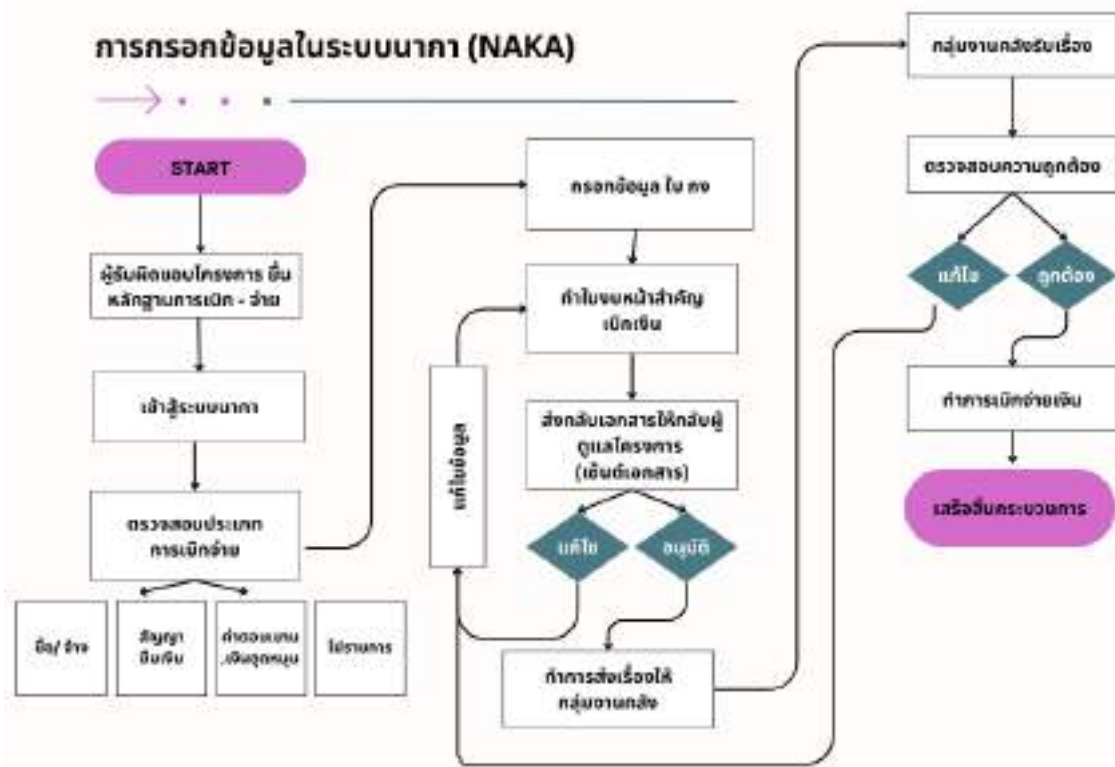 การกรอกข้อมูลในระบบนากา (NAKA)
START
ผู้รับผิดชอบโครงการ ยื่น
หลักฐานการเบิก - จ่าย
เข้าสู่ระบบนากา
ตรวจสอบประเภท
การเบิกจ่าย
ซื้อ/ จ้าง
สัญญา
ยืมเงิน
ค่าตอบแทน
,เงินอุดหนุน
ไปราชการ
กรอกข้อมูล ใน กง
ทำใบงบหน้าสำคัญ
เบิกเงิน
ส่งกลับเอกสารให้กลับผู้
ดูแลโครงการ
(เซ็นต์เอกสาร)
แก้ไข
อนุมัติ
แก้ไขข้อมูล
ทำการส่งเรื่องให้
กลุ่มงานคลัง
กลุ่มงานคลังรับเรื่อง
ตรวจสอบความถูกต้อง
แก้ไข
ถูกต้อง
ทำการเบิกจ่ายเงิน
เสร็จสิ้นกระบวนการ